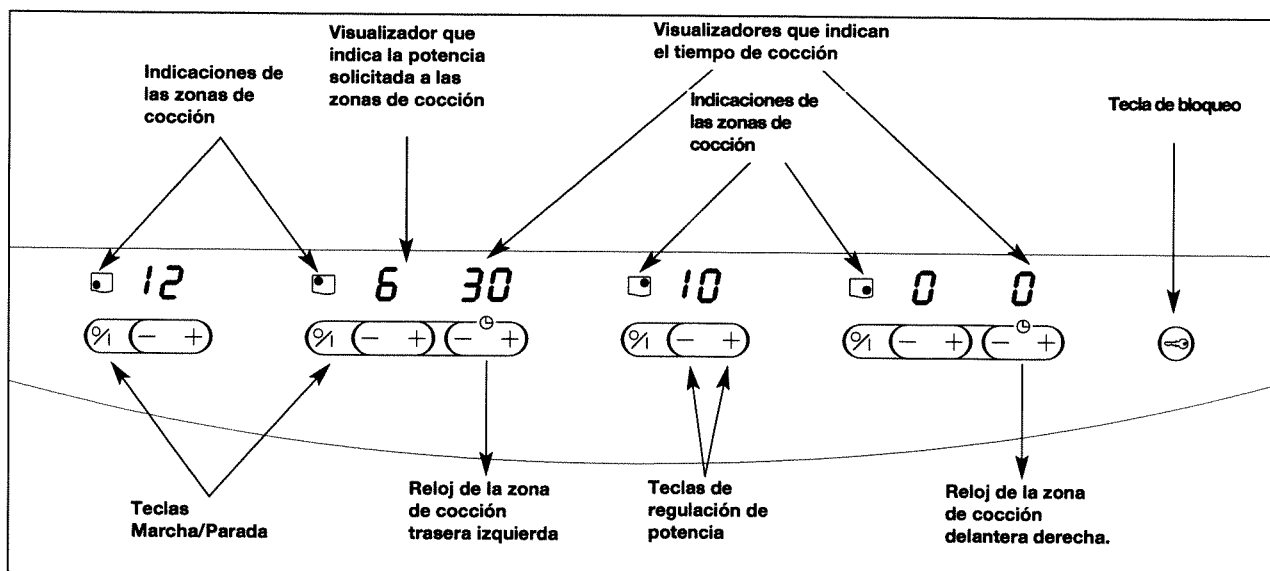 Visualizador que
indica la potencia
solicitada a las
zonas de cocción
Visualizadores que indican
el tiempo de cocción
Indicaciones de
las zonas de
cocción
Indicaciones de
las zonas de
cocción
Tecla de bloqueo
12
6 30
10
0 0
O/I - +
O/I - + - +
O/I - +
O/I - + - +
Teclas
Marcha/Parada
Reloj de la zona
de cocción
trasera izquierda
Teclas de
regulación de
potencia
Reloj de la zona
de cocción
delantera derecha.